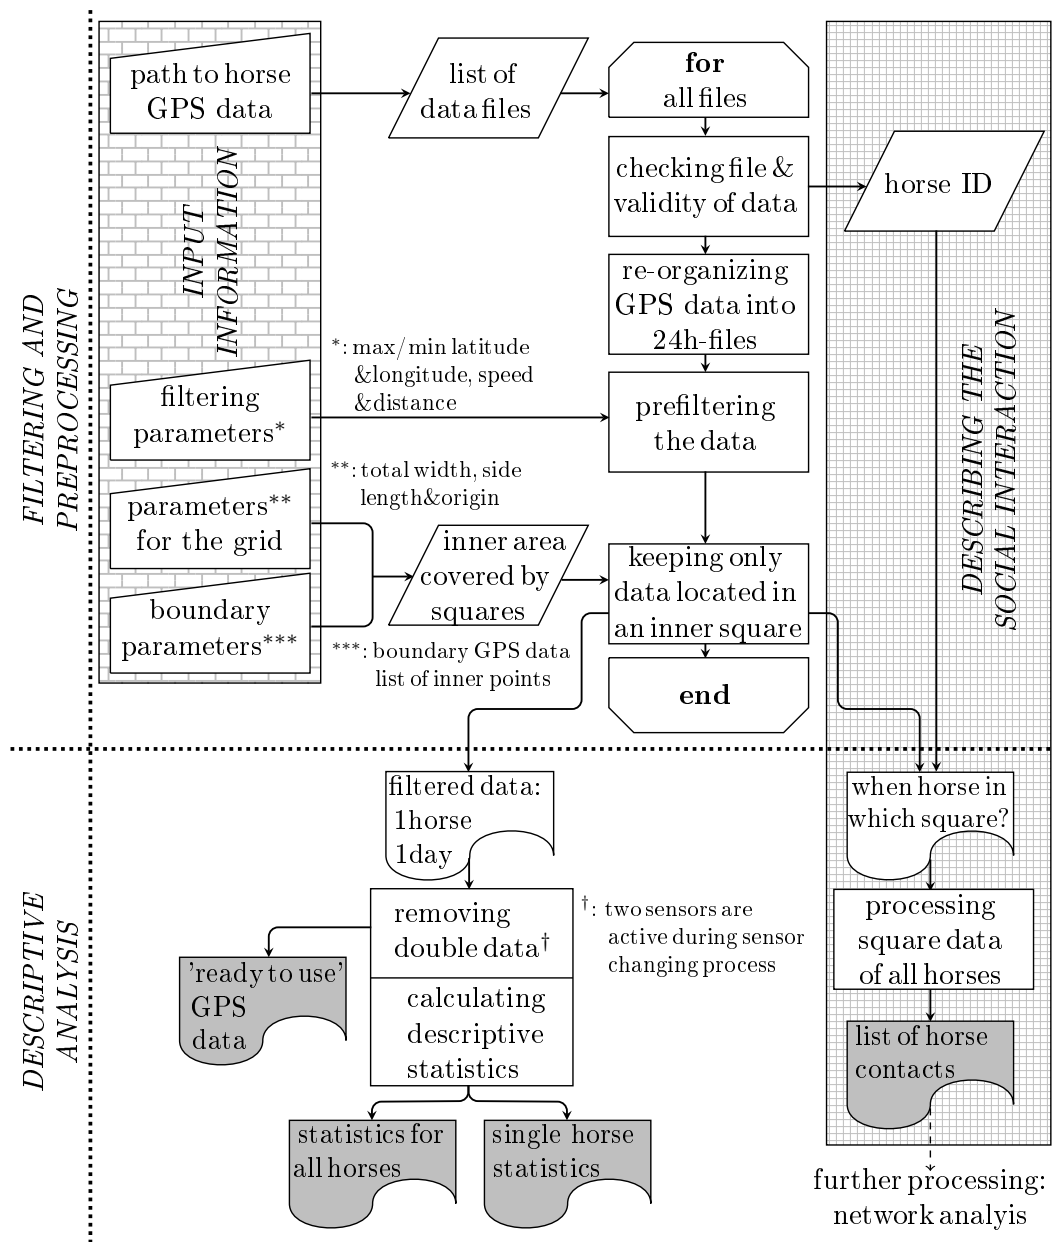 path to horse
GPS data
list of
data files
for
all files
checking file &
validity of data
horse ID
INPUT
INFORMATION
re-organizing
GPS data into
24h-files
FILTERING AND
PREPROCESSING
*: max/min latitude
&longitude, speed
&distance
filtering
parameters*
prefiltering
the data
DESCRIBING THE
SOCIAL INTERACTION
**: total width, side
length&origin
parameters**
for the grid
inner area
covered by
squares
keeping only
data located in
an inner square
boundary
parameters***
***: boundary GPS data
list of inner points
end
filtered data:
1horse
1day
when horse in
which square?
DESCRIPTIVE
ANALYSIS
removing
double data†
†: two sensors are
active during sensor
changing process
processing
square data
of all horses
'ready to use'
GPS
data
calculating
descriptive
statistics
list of horse
contacts
statistics for
all horses
single horse
statistics
further processing:
network analyis